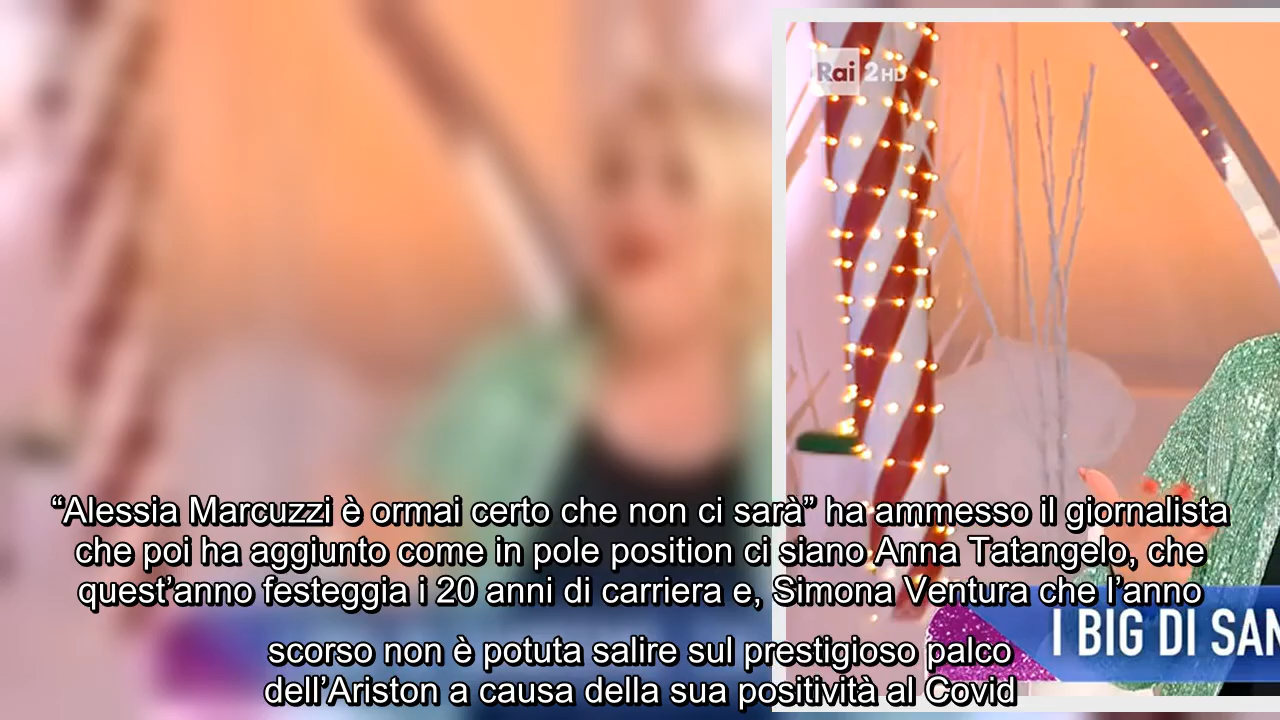 Rai 2HD
“Alessia Marcuzzi è ormai certo che non ci sarà” ha ammesso il giornalista
che poi ha aggiunto come in pole position ci siano Anna Tatangelo, che
quest’anno festeggia i 20 anni di carriera e, Simona Ventura che l’anno
scorso non è potuta salire sul prestigioso palco
dell’Ariston a causa della sua positività al Covid
I BIG DI SAN